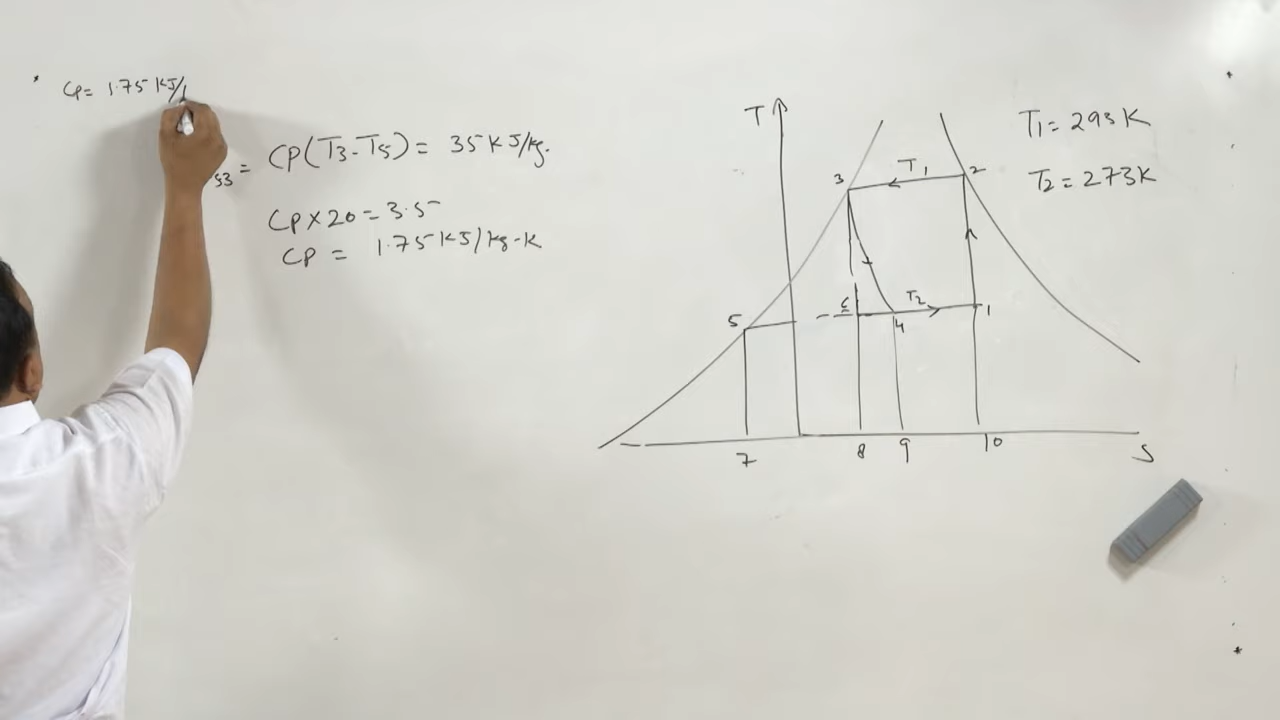 Cp = 1.75 KJ/
53 = Cp(T3-T5) = 35 KJ/kg.
Cp × 20 = 3.5
Cp = 1.75 KJ/kg-K
T
T1 = 293 K
T2 = 273 K
3
T1
2
5
6
T2
4
1
7
8
9
10
S